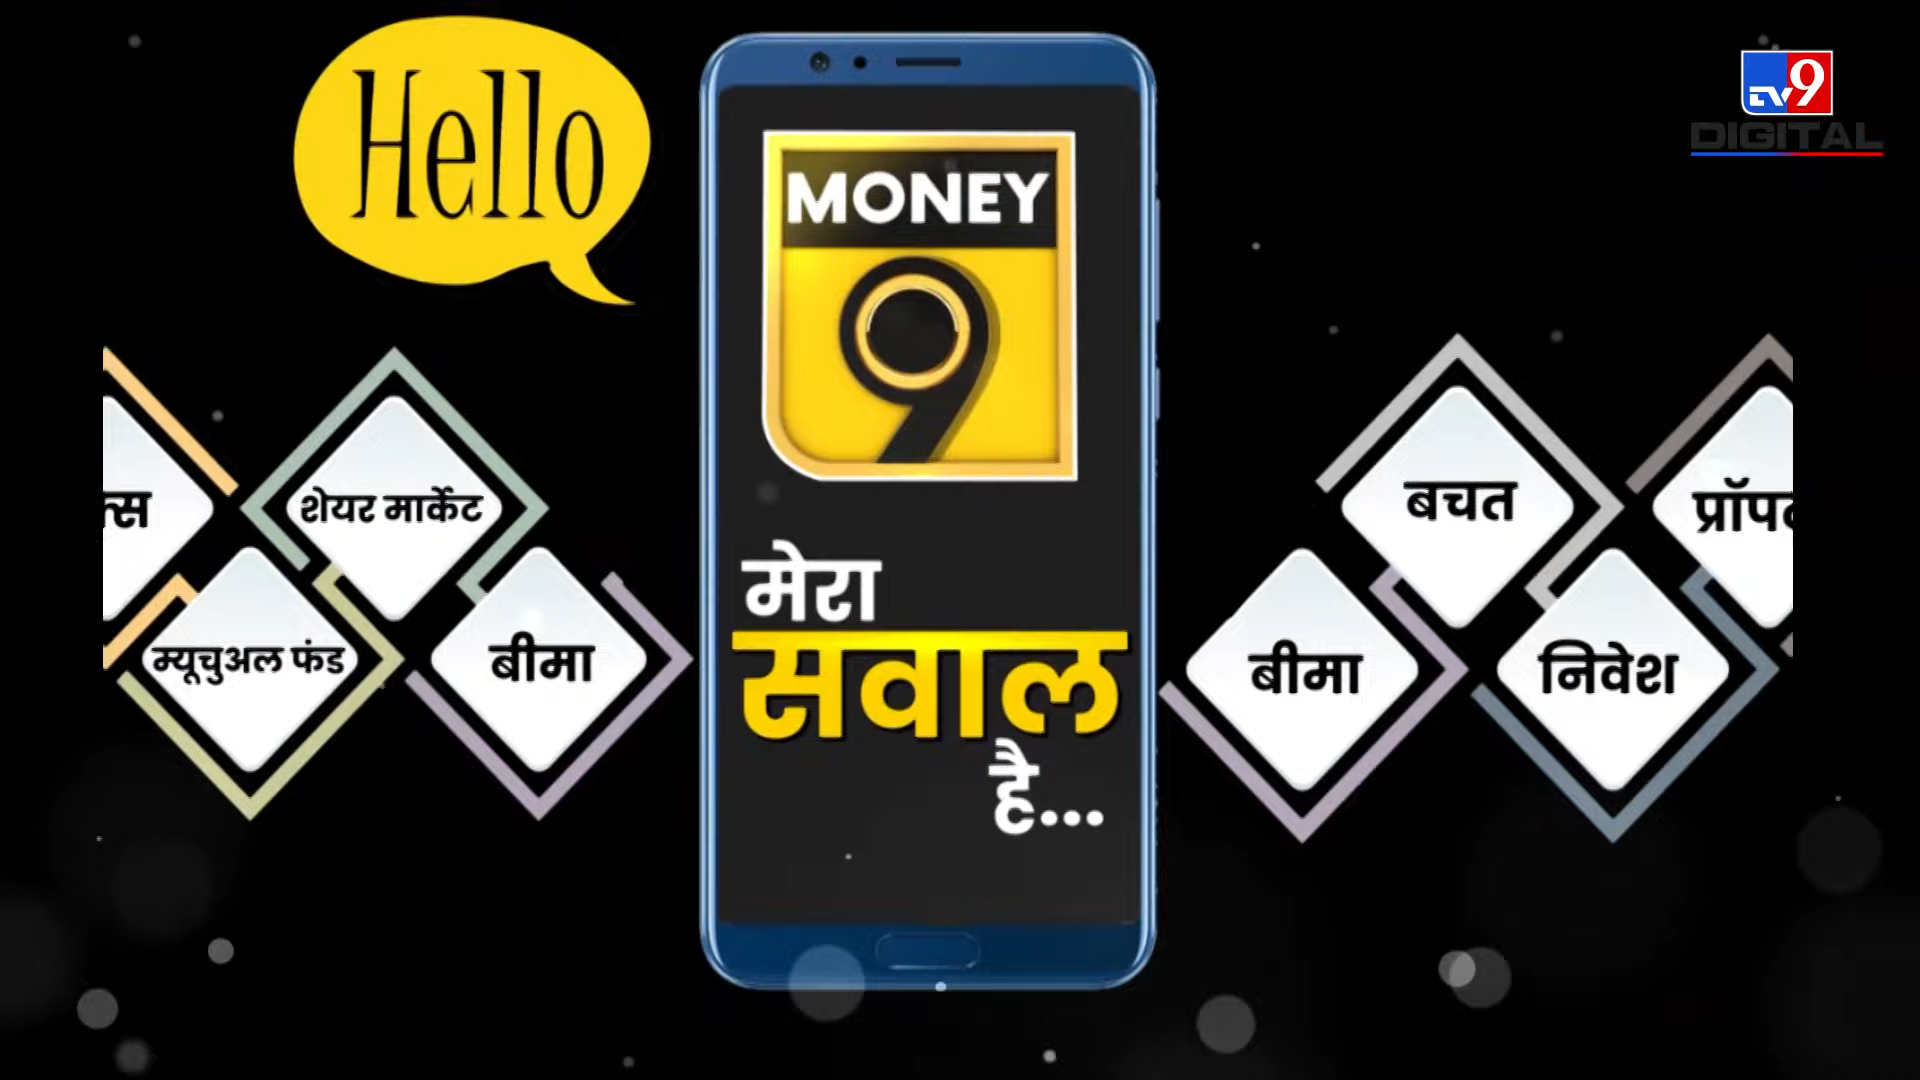 Hello
TV9
DIGITAL
MONEY
9
शेयर मार्केट
म्यूचुअल फंड
बीमा
मेरा
सवाल
है...
बचत
बीमा
निवेश